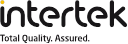 intertek
Total Quality. Assured.